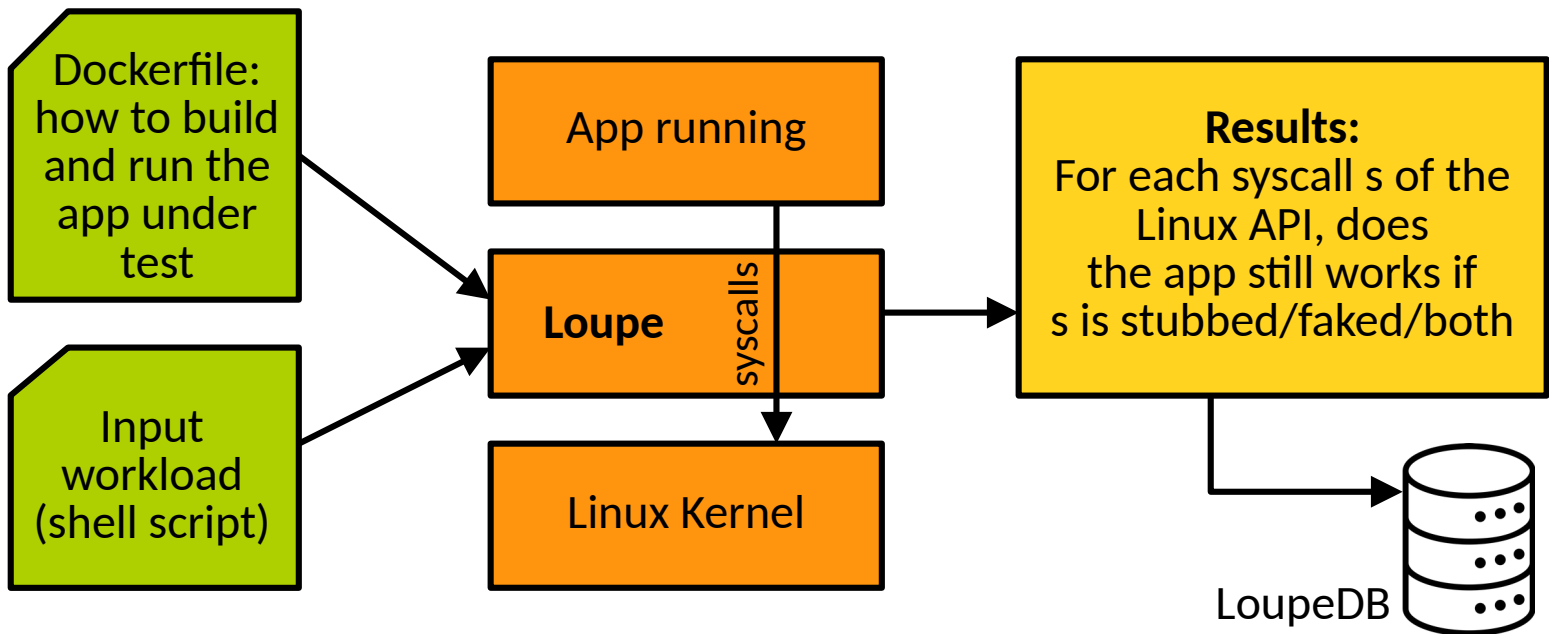 Dockerfile:
how to build
and run the
app under
test
Input
workload
(shell script)
App running
Loupe
syscalls
Linux Kernel
Results:
For each syscall s of the
Linux API, does
the app still works if
s is stubbed/faked/both
LoupeDB